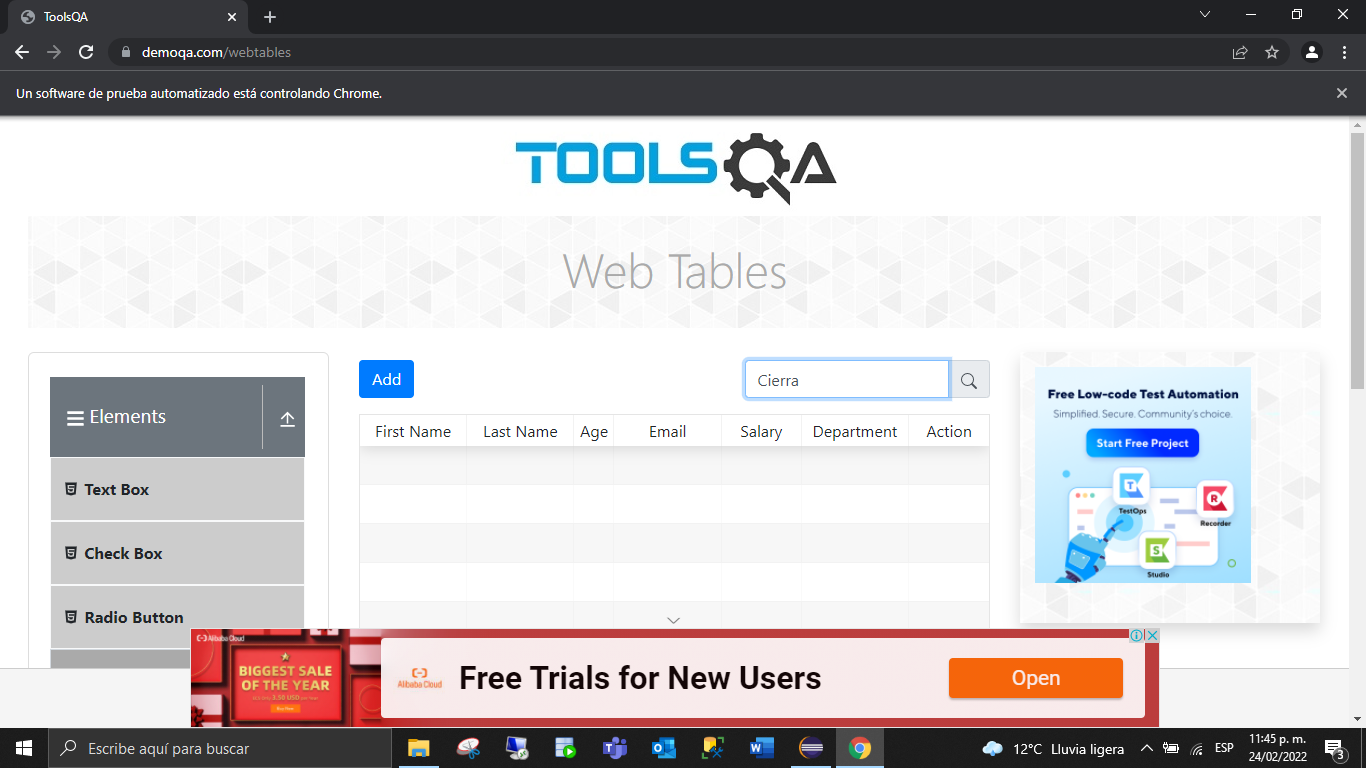 ToolsQA
demoqa.com/webtables
Un software de prueba automatizado está controlando Chrome.
TOOLSQA
Web Tables
Elements
Text Box
Check Box
Radio Button
Add
Cierra
First Name Last Name Age Email Salary Department Action
Free Low-code Test Automation
Simplified. Secure. Community's choice.
Start Free Project
TestOps
Recorder
Studio
Alibaba Cloud
BIGGEST SALE
OF THE YEAR
Buy Now
Alibaba Cloud
Free Trials for New Users
Open
Escribe aquí para buscar
12°C Lluvia ligera
ESP
11:45 p. m.
24/02/2022
3